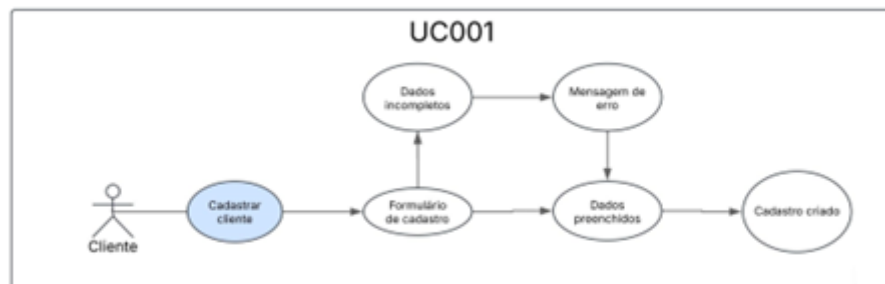 UC001
Dados
incompletos
Mensagem de
erro
Cadastrar
cliente
Formulário
de cadastro
Dados
preenchidos
Cadastro criado
Cliente